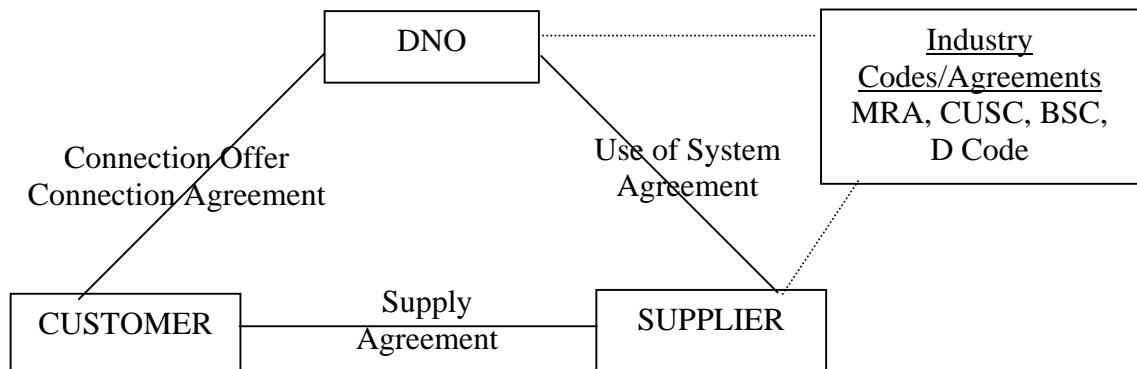 DNO
Industry
Codes/Agreements
MRA, CUSC, BSC,
D Code
Connection Offer
Connection Agreement
Use of System
Agreement
CUSTOMER
Supply
Agreement
SUPPLIER